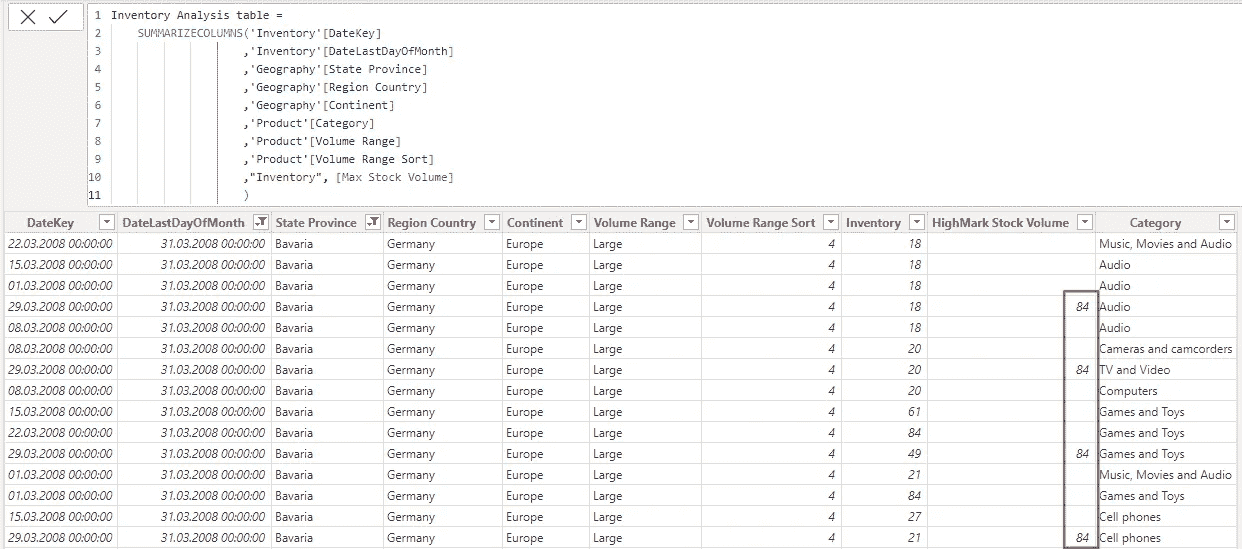 1 Inventory Analysis table =
2 SUMMARIZECOLUMNS('Inventory'[DateKey]
3 ,'Inventory'[DateLastDayOfMonth]
4 ,'Geography'[State Province]
5 ,'Geography'[Region Country]
6 ,'Geography'[Continent]
7 ,'Product'[Category]
8 ,'Product'[Volume Range]
9 ,'Product'[Volume Range Sort]
10 ,"Inventory", [Max Stock Volume]
11 )
DateKey DateLastDayOfMonth State Province Region Country Continent Volume Range Volume Range Sort Inventory HighMark Stock Volume Category
22.03.2008 00:00:00 31.03.2008 00:00:00 Bavaria Germany Europe Large 4 18 Music, Movies and Audio
15.03.2008 00:00:00 31.03.2008 00:00:00 Bavaria Germany Europe Large 4 18 Audio
01.03.2008 00:00:00 31.03.2008 00:00:00 Bavaria Germany Europe Large 4 18 Audio
29.03.2008 00:00:00 31.03.2008 00:00:00 Bavaria Germany Europe Large 4 18 84 Audio
08.03.2008 00:00:00 31.03.2008 00:00:00 Bavaria Germany Europe Large 4 18 Audio
08.03.2008 00:00:00 31.03.2008 00:00:00 Bavaria Germany Europe Large 4 20 Cameras and camcorders
29.03.2008 00:00:00 31.03.2008 00:00:00 Bavaria Germany Europe Large 4 20 84 TV and Video
08.03.2008 00:00:00 31.03.2008 00:00:00 Bavaria Germany Europe Large 4 20 Computers
15.03.2008 00:00:00 31.03.2008 00:00:00 Bavaria Germany Europe Large 4 61 Games and Toys
22.03.2008 00:00:00 31.03.2008 00:00:00 Bavaria Germany Europe Large 4 84 Games and Toys
29.03.2008 00:00:00 31.03.2008 00:00:00 Bavaria Germany Europe Large 4 49 84 Games and Toys
01.03.2008 00:00:00 31.03.2008 00:00:00 Bavaria Germany Europe Large 4 21 Music, Movies and Audio
01.03.2008 00:00:00 31.03.2008 00:00:00 Bavaria Germany Europe Large 4 84 Games and Toys
15.03.2008 00:00:00 31.03.2008 00:00:00 Bavaria Germany Europe Large 4 27 Cell phones
29.03.2008 00:00:00 31.03.2008 00:00:00 Bavaria Germany Europe Large 4 21 84 Cell phones